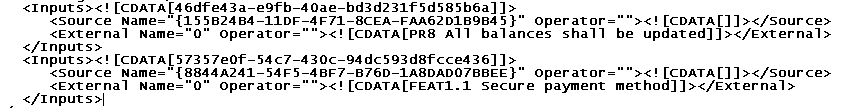 <Inputs><![CDATA[46dfe43a-e9fb-40ae-bd3d231f5d585b6a]]>
<Source Name="{155B24B4-11DF-4F71-8CEA-FAA62D1B9B45}" Operator=""><![CDATA[]]></Source>
<External Name="0" Operator=""><![CDATA[PR8 All balances shall be updated]]></External>
</Inputs>
<Inputs><![CDATA[57357e0f-54c7-430c-94dc593d8fcce436]]>
<Source Name="{8844A241-54F5-4BF7-B76D-1A8DAD07BBEE}" Operator=""><![CDATA[]]></Source>
<External Name="0" Operator=""><![CDATA[FEAT1.1 Secure payment method]]></External>
</Inputs>